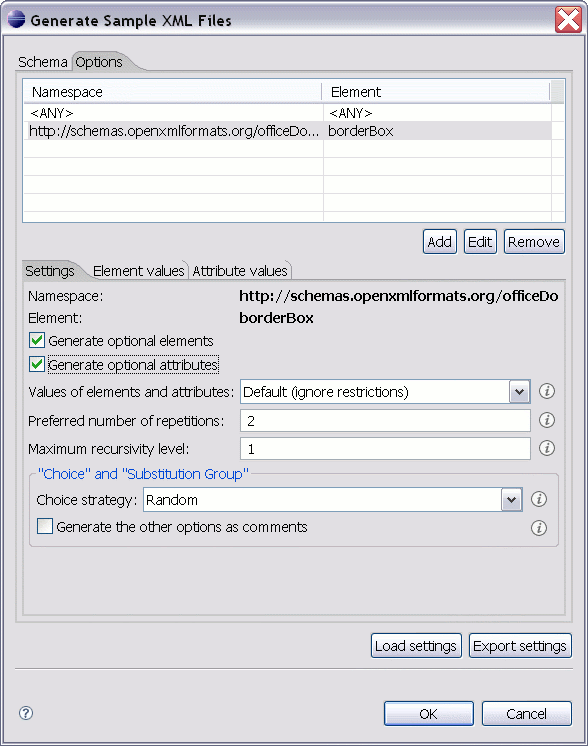 Generate Sample XML Files
Schema Options
Namespace Element
<ANY> <ANY>
http://schemas.openxmlformats.org/officeDo... borderBox
Add Edit Remove
Settings Element values Attribute values
Namespace: http://schemas.openxmlformats.org/officeDo
Element: borderBox
Generate optional elements
Generate optional attributes
Values of elements and attributes: Default (ignore restrictions)
Preferred number of repetitions: 2
Maximum recursivity level: 1
"Choice" and "Substitution Group"
Choice strategy: Random
Generate the other options as comments
Load settings Export settings
OK Cancel